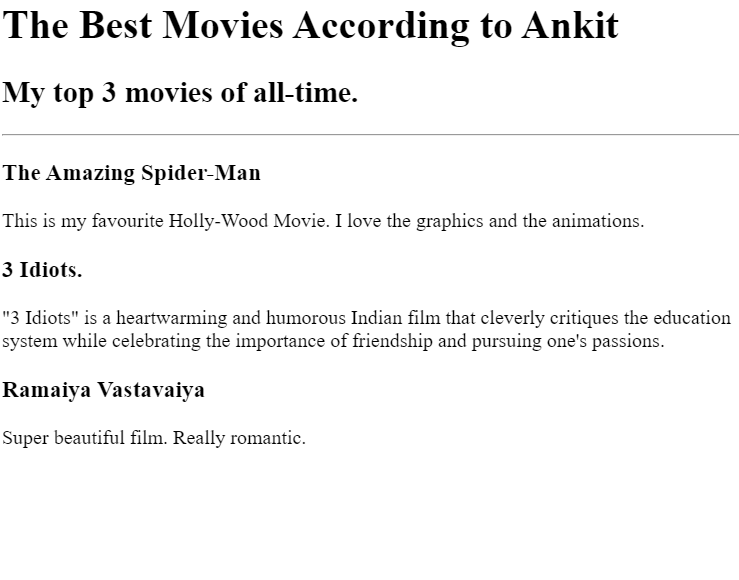 The Best Movies According to Ankit
My top 3 movies of all-time.
The Amazing Spider-Man
This is my favourite Holly-Wood Movie. I love the graphics and the animations.
3 Idiots.
"3 Idiots" is a heartwarming and humorous Indian film that cleverly critiques the education
system while celebrating the importance of friendship and pursuing one's passions.
Ramaiya Vastavaiya
Super beautiful film. Really romantic.